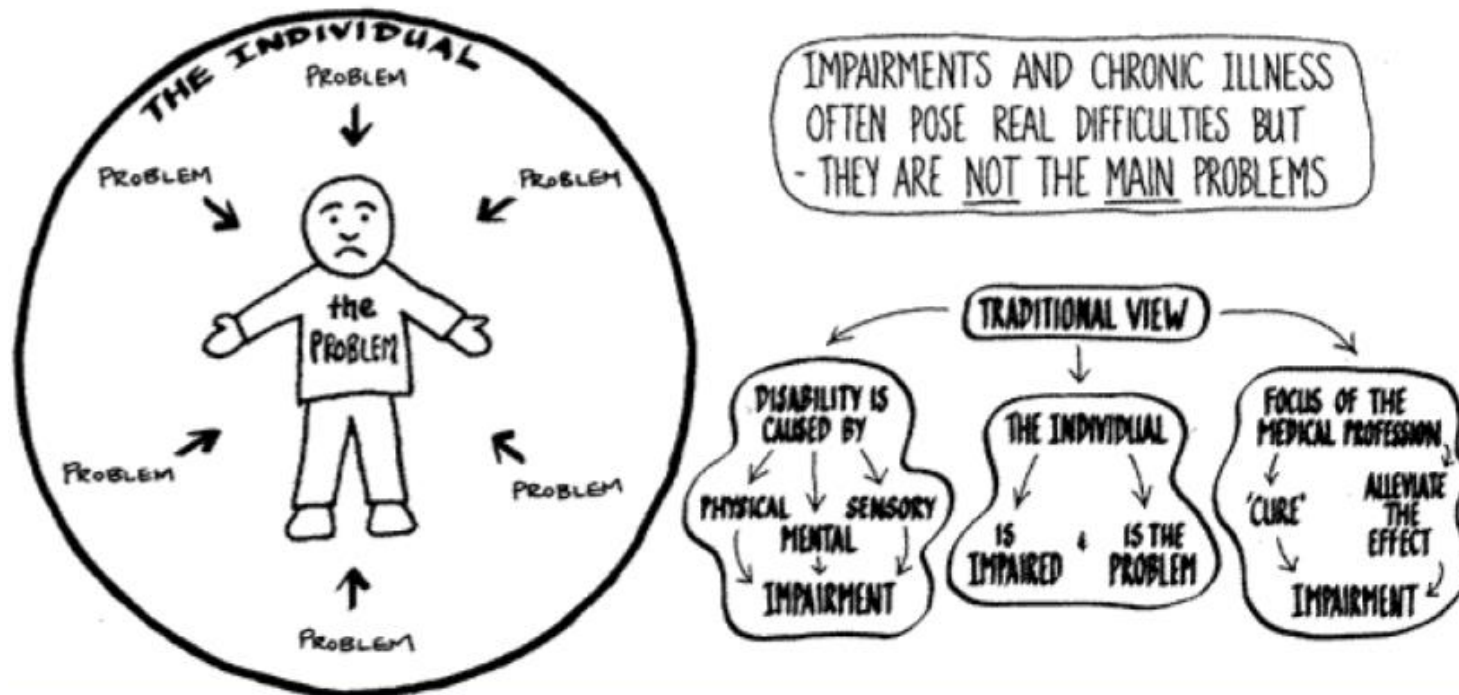 THE INDIVIDUAL
PROBLEM
PROBLEM
PROBLEM
the
PROBLEM
PROBLEM
PROBLEM
PROBLEM
IMPAIRMENTS AND CHRONIC ILLNESS
OFTEN POSE REAL DIFFICULTIES BUT
- THEY ARE NOT THE MAIN PROBLEMS
TRADITIONAL VIEW
DISABILITY IS
CAUSED BY
PHYSICAL SENSORY
MENTAL
IMPAIRMENT
THE INDIVIDUAL
IS & IS THE
IMPAIRED PROBLEM
FOCUS OF THE
MEDICAL PROFESSION
'CURE'
ALLEVIATE
THE
EFFECT
IMPAIRMENT